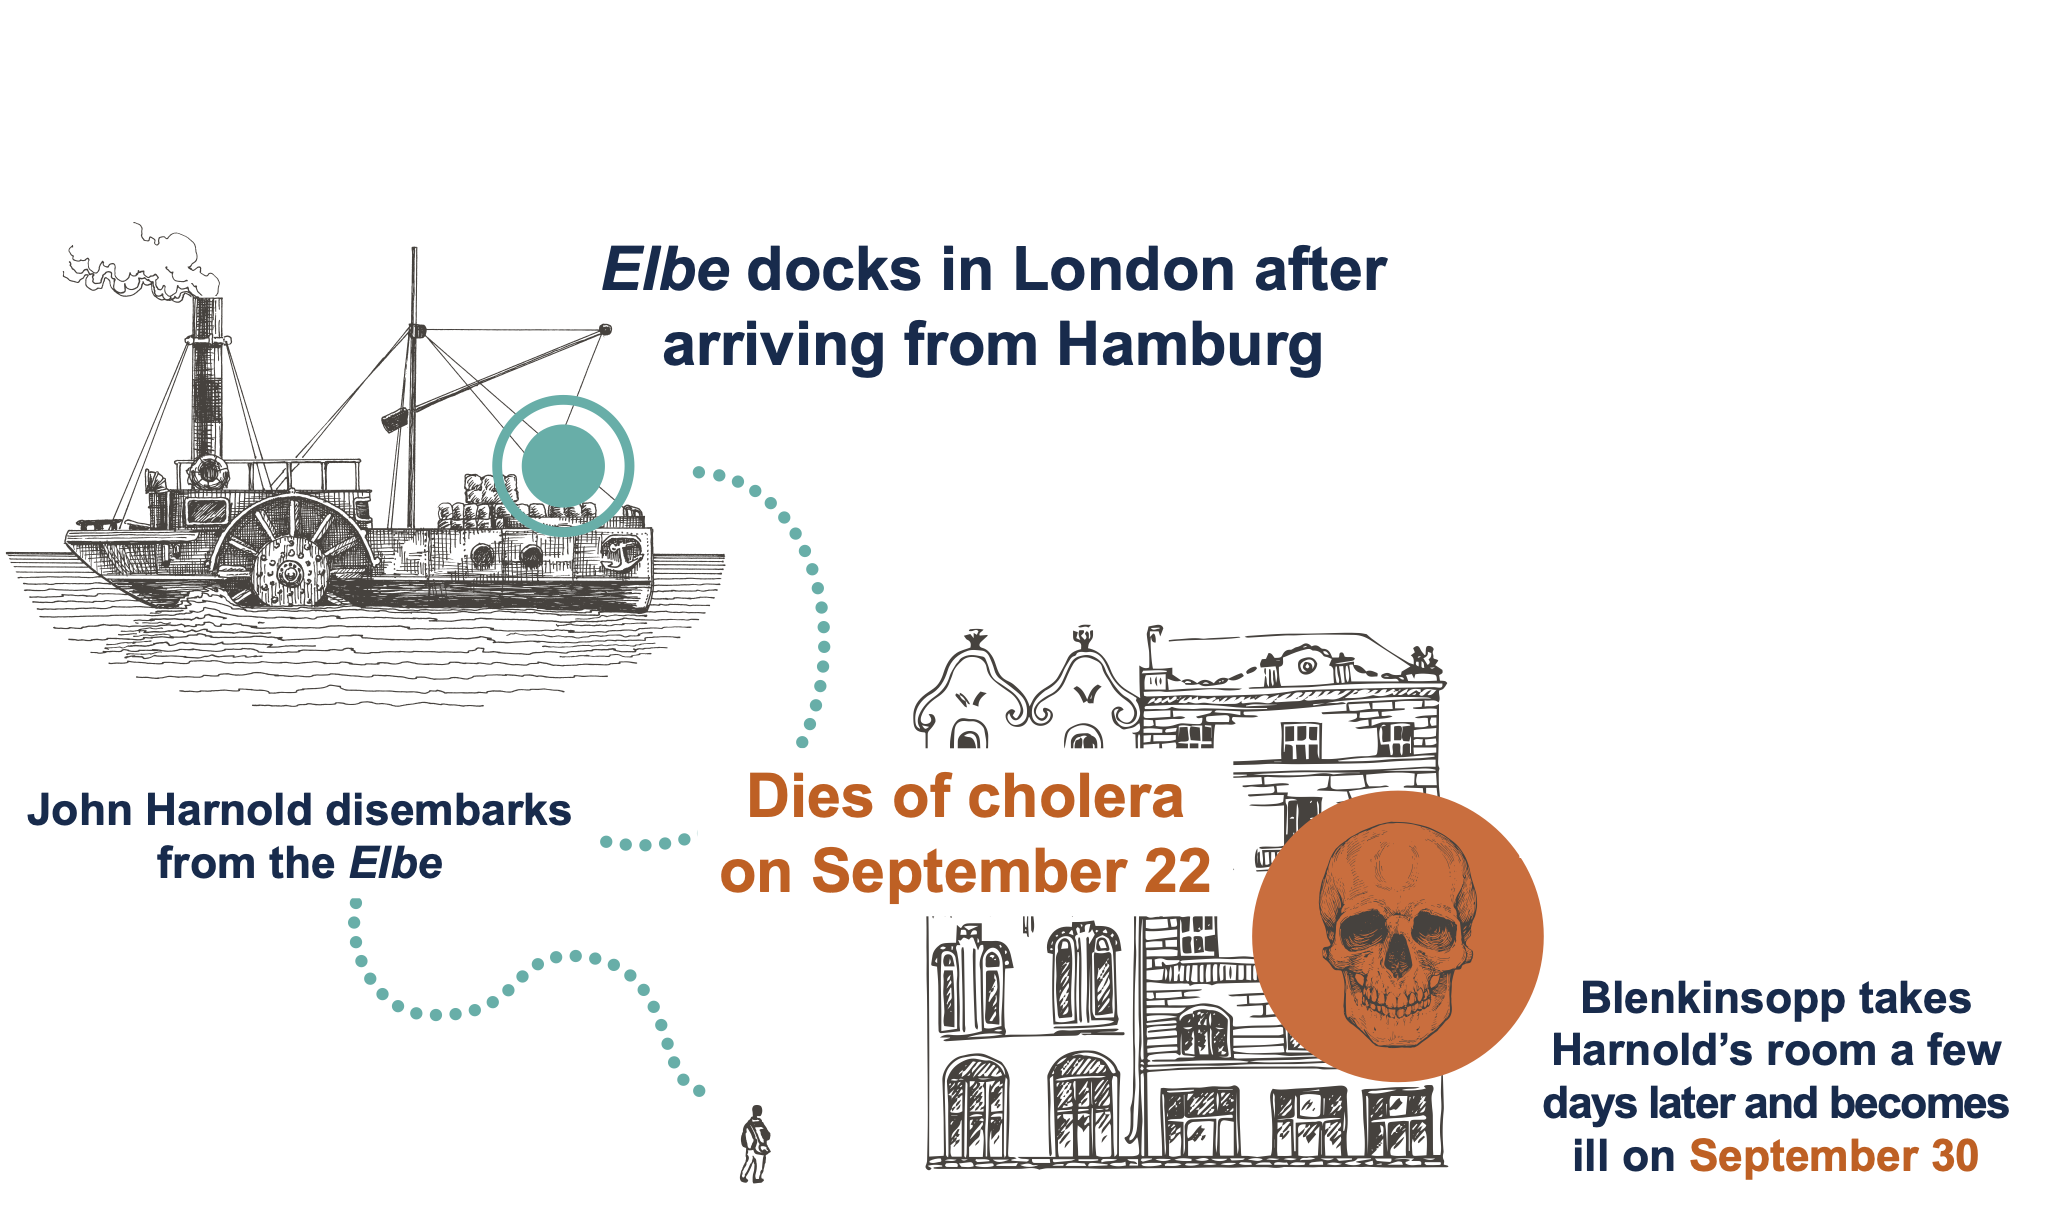 Elbe docks in London after
arriving from Hamburg
John Harnold disembarks
from the Elbe
Dies of cholera
on September 22
Blenkinsopp takes
Harnold’s room a few
days later and becomes
ill on September 30